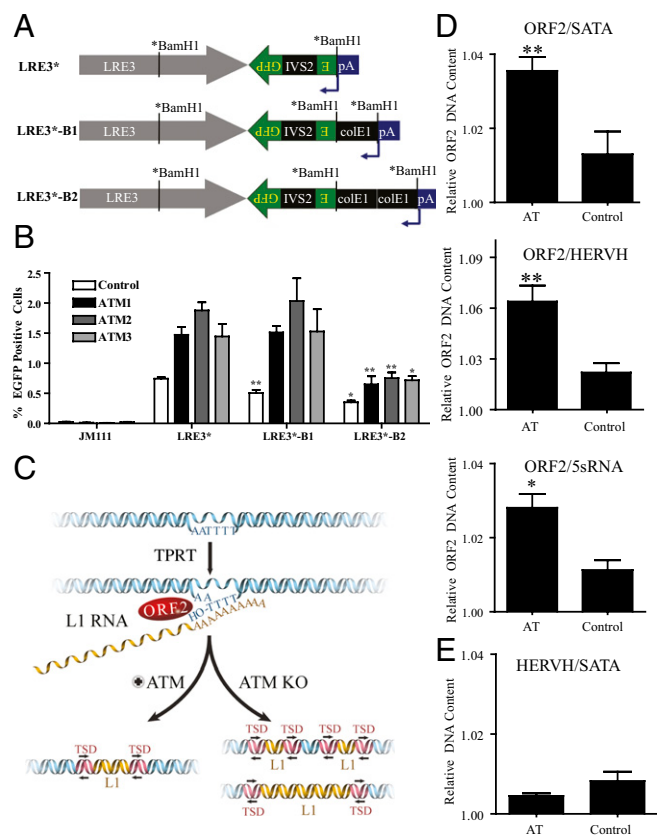 A
LRE3*
*BamH1
*BamH1
LRE3
GFP
IVS2
E
pA
LRE3*-B1
*BamH1
*BamH1
LRE3
GFP
IVS2
E
colE1
pA
LRE3*-B2
*BamH1
*BamH1
*BamH1
LRE3
GFP
IVS2
E
colE1
colE1
pA
B
% EGFP Positive Cells
2.5
2.0
1.5
1.0
0.5
0.0
Control
ATM1
ATM2
ATM3
**
*
**
**
*
JM111
LRE3*
LRE3*-B1
LRE3*-B2
C
AATTTT
TPRT
AA
HO-TTTT
AAAAAAAAA
ORF2
L1 RNA
ATM
ATM KO
TSD
TSD
L1
TSD
TSD
TSD
TSD
L1
L1
TSD
TSD
L1
D
ORF2/SATA
Relative ORF2 DNA Content
1.04
1.02
1.00
**
AT
Control
ORF2/HERVH
Relative ORF2 DNA Content
1.09
1.06
1.03
1.00
**
AT
Control
ORF2/5sRNA
Relative ORF2 DNA Content
1.04
1.02
1.00
*
AT
Control
E
HERVH/SATA
Relative DNA Content
1.04
1.02
1.00
AT
Control